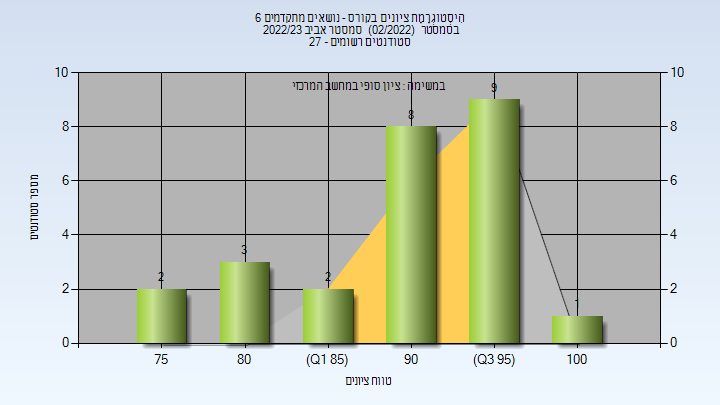 היסטוגרמת ציונים בקורס - נושאים מתקדמים 6
בסמסטר (02/2022) סמסטר אביב 2022/23
סטודנטים רשומים - 27
במשימה : ציון סופי במחשב המרכזי
10 10
8 8
6 6
4 4
2 2
0 0
2 3 2 8 9 1
מספר סטודנטים
75 80 (Q1 85) 90 (Q3 95) 100
טווח ציונים